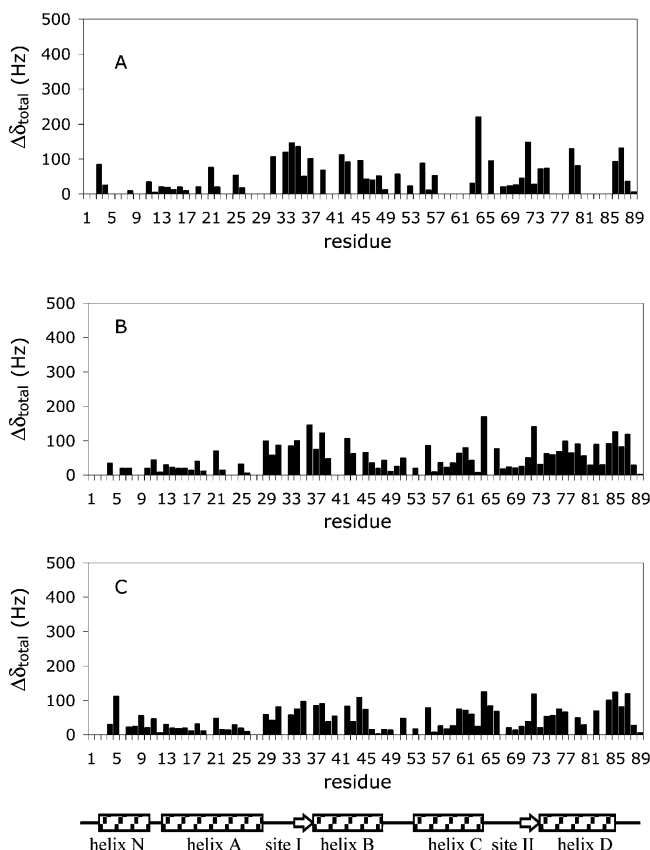 500
400
300
200
100
0
Δδtotal (Hz)
A
1 5 9 13 17 21 25 29 33 37 41 45 49 53 57 61 65 69 73 77 81 85 89
residue
500
400
300
200
100
0
Δδtotal (Hz)
B
1 5 9 13 17 21 25 29 33 37 41 45 49 53 57 61 65 69 73 77 81 85 89
residue
500
400
300
200
100
0
Δδtotal (Hz)
C
1 5 9 13 17 21 25 29 33 37 41 45 49 53 57 61 65 69 73 77 81 85 89
residue
helix N helix A site I helix B helix C site II helix D